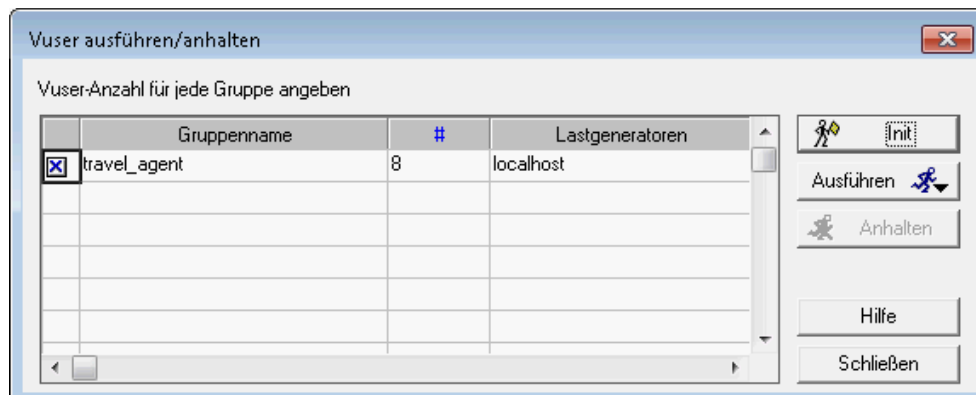 Vuser ausführen/anhalten
Vuser-Anzahl für jede Gruppe angeben
Gruppenname # Lastgeneratoren
travel_agent 8 localhost
Init
Ausführen
Anhalten
Hilfe
Schließen